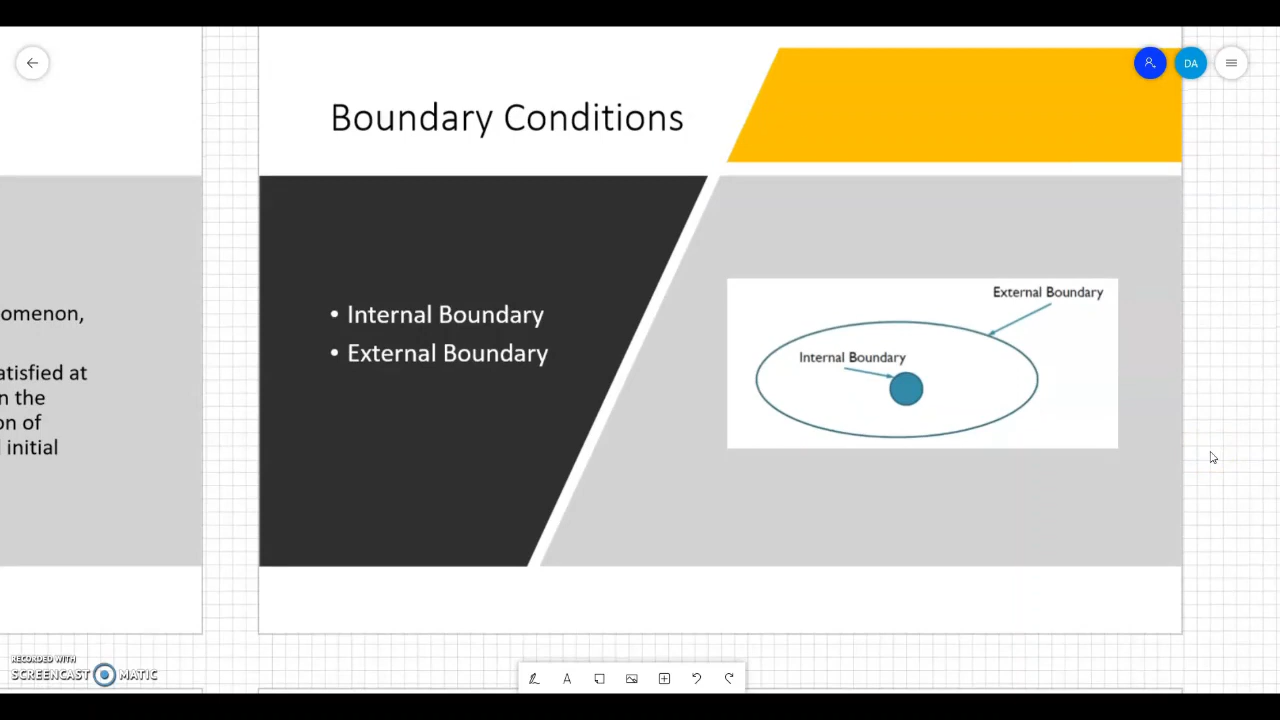 DA
Boundary Conditions
omenon,
atisfied at
n the
on of
initial
• Internal Boundary
• External Boundary
External Boundary
Internal Boundary
RECORDED WITH
SCREENCAST MATIC
A